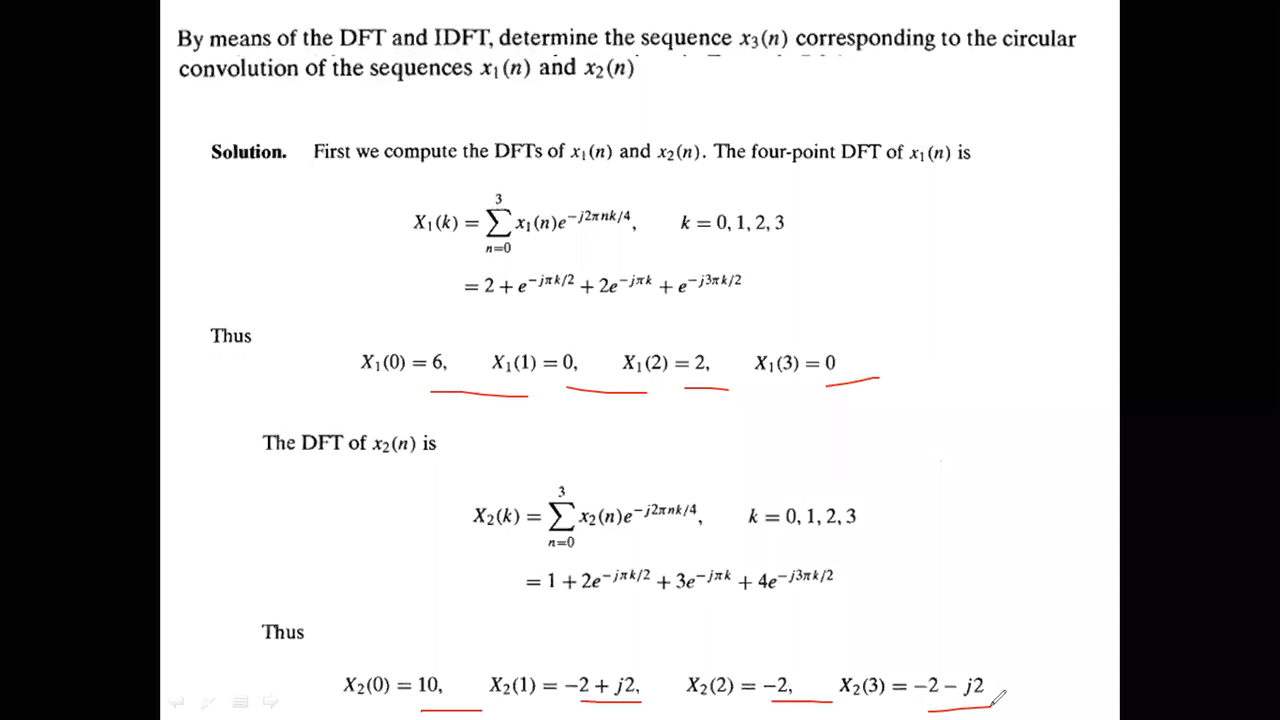 By means of the DFT and IDFT, determine the sequence x₃(n) corresponding to the circular
convolution of the sequences x₁(n) and x₂(n)
Solution. First we compute the DFTs of x₁(n) and x₂(n). The four-point DFT of x₁(n) is
X₁(k) = ∑_{n=0}^{3} x₁(n)e^{−j2πnk/4}, k = 0, 1, 2, 3
= 2 + e^{−jπk/2} + 2e^{−jπk} + e^{−j3πk/2}
Thus
X₁(0) = 6, X₁(1) = 0, X₁(2) = 2, X₁(3) = 0
The DFT of x₂(n) is
X₂(k) = ∑_{n=0}^{3} x₂(n)e^{−j2πnk/4}, k = 0, 1, 2, 3
= 1 + 2e^{−jπk/2} + 3e^{−jπk} + 4e^{−j3πk/2}
Thus
X₂(0) = 10, X₂(1) = −2 + j2, X₂(2) = −2, X₂(3) = −2 − j2